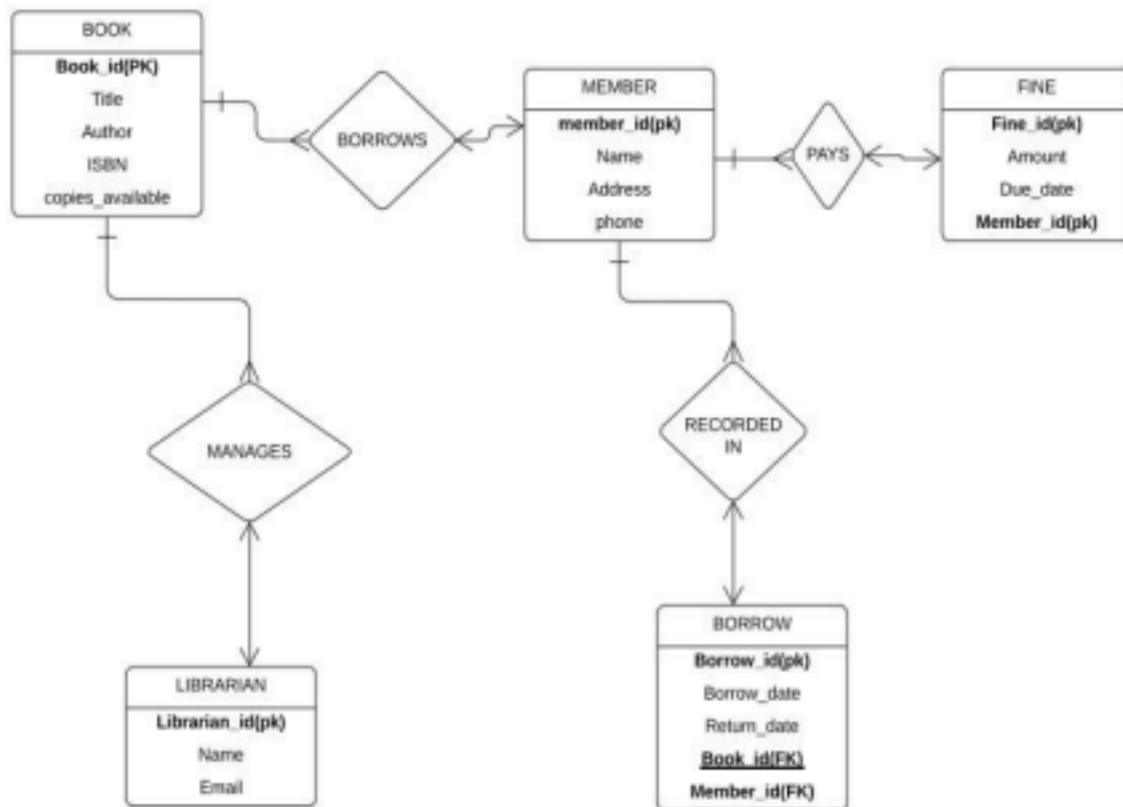 BOOK
Book_id(PK)
Title
Author
ISBN
copies_available
BORROWS
MEMBER
member_id(pk)
Name
Address
phone
PAYS
FINE
Fine_id(pk)
Amount
Due_date
Member_id(pk)
MANAGES
RECORDED
IN
LIBRARIAN
Librarian_id(pk)
Name
Email
BORROW
Borrow_id(pk)
Borrow_date
Return_date
Book_id(FK)
Member_id(FK)